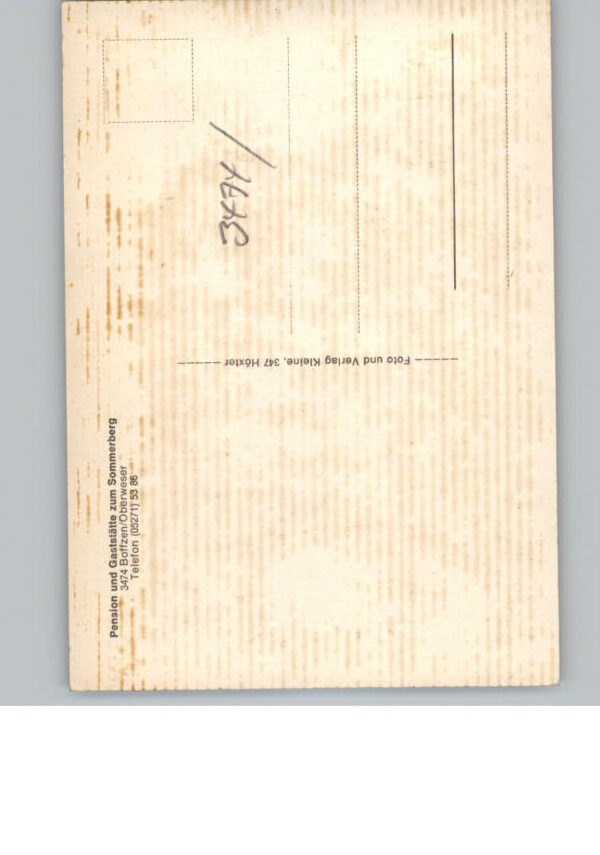 Pension und Gaststätte zum Sommerberg
3474 Boffzen/Oberweser
Telefon (05271) 53 86
Foto und Verlag Kleine, 347 Höxter
3474/